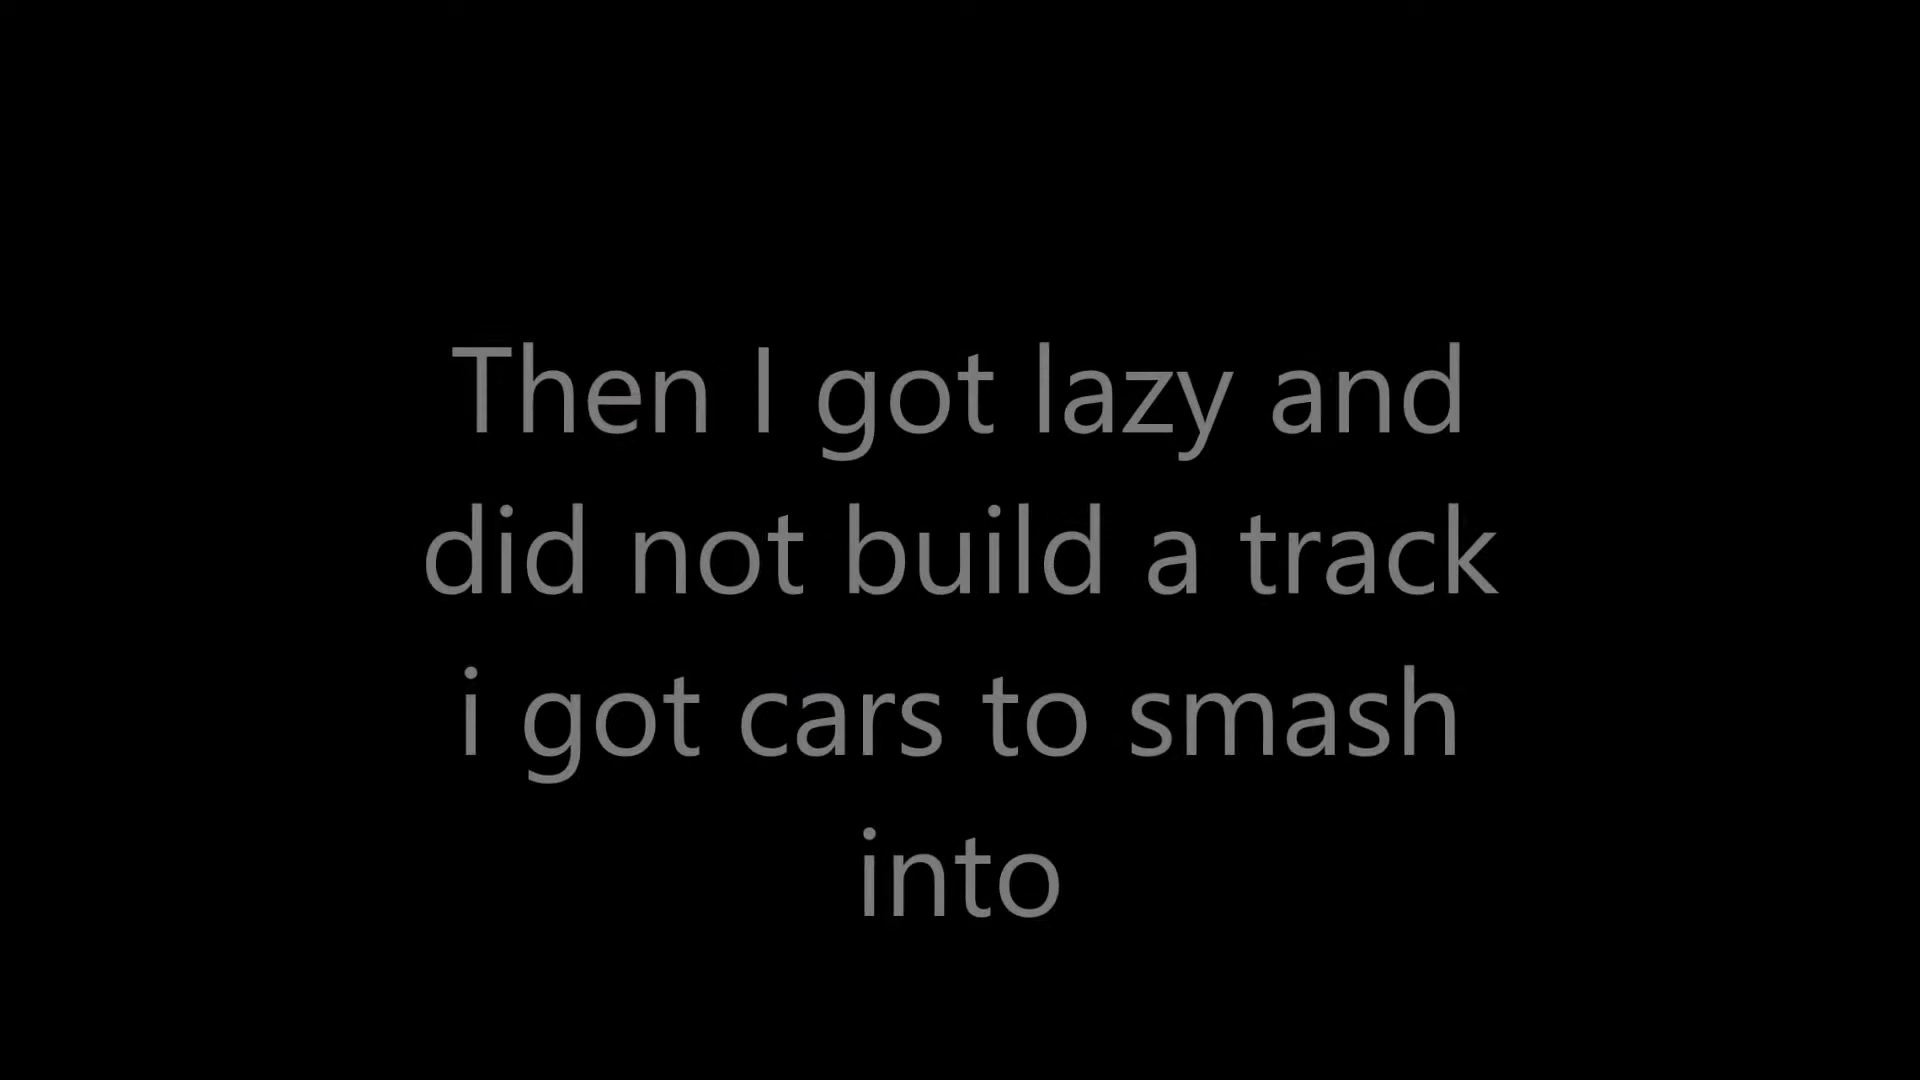 Then I got lazy and
did not build a track
i got cars to smash
into